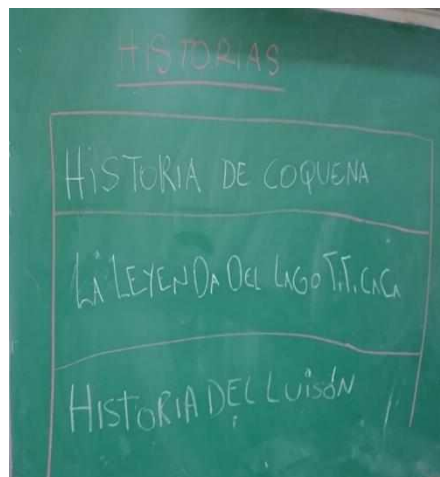 HISTORIAS
HISTORIA DE COQUENA
LA LEYENDA DEL LAGO TiTiCACA
HISTORIA DEL LUISÓN